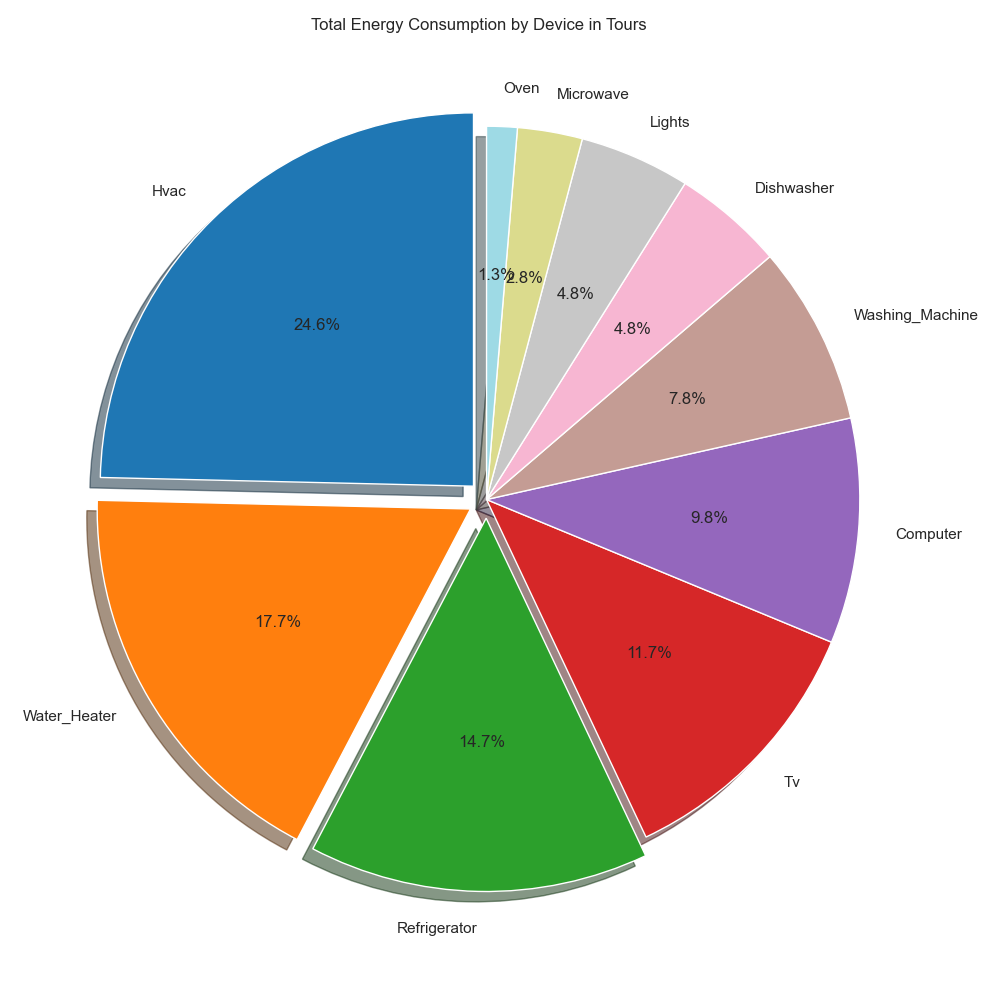 Total Energy Consumption by Device in Tours
Oven
Microwave
Lights
Dishwasher
Hvac
Washing_Machine
1.3%
2.8%
4.8%
24.6%
4.8%
7.8%
9.8%
Computer
17.7%
11.7%
Water_Heater
14.7%
Tv
Refrigerator